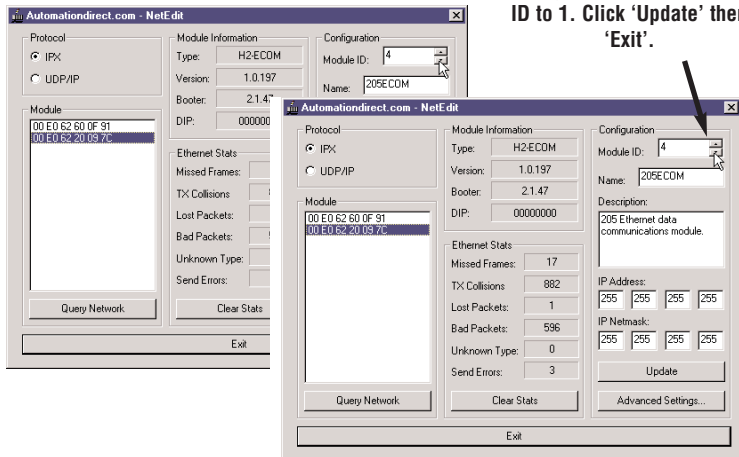 ID to 1. Click ‘Update’ then
‘Exit’.
Automationdirect.com - NetEdit
Protocol
IPX
UDP/IP
Module
00 E0 62 60 0F 91
00 E0 62 20 09 7C
Query Network
Module Information
Type: H2-ECOM
Version: 1.0.197
Booter: 2.1.47
DIP: 000000
Ethernet Stats
Missed Frames:
TX Collisions
Lost Packets:
Bad Packets:
Unknown Type:
Send Errors:
Clear Stats
Configuration
Module ID: 4
Name: 205ECOM
Exit
Automationdirect.com - NetEdit
Protocol
IPX
UDP/IP
Module
00 E0 62 60 0F 91
00 E0 62 20 09 7C
Query Network
Module Information
Type: H2-ECOM
Version: 1.0.197
Booter: 2.1.47
DIP: 00000000
Ethernet Stats
Missed Frames: 17
TX Collisions 882
Lost Packets: 1
Bad Packets: 596
Unknown Type: 0
Send Errors: 3
Clear Stats
Configuration
Module ID: 4
Name: 205ECOM
Description:
205 Ethernet data
communications module.
IP Address:
255 255 255 255
IP Netmask:
255 255 255 255
Update
Advanced Settings...
Exit